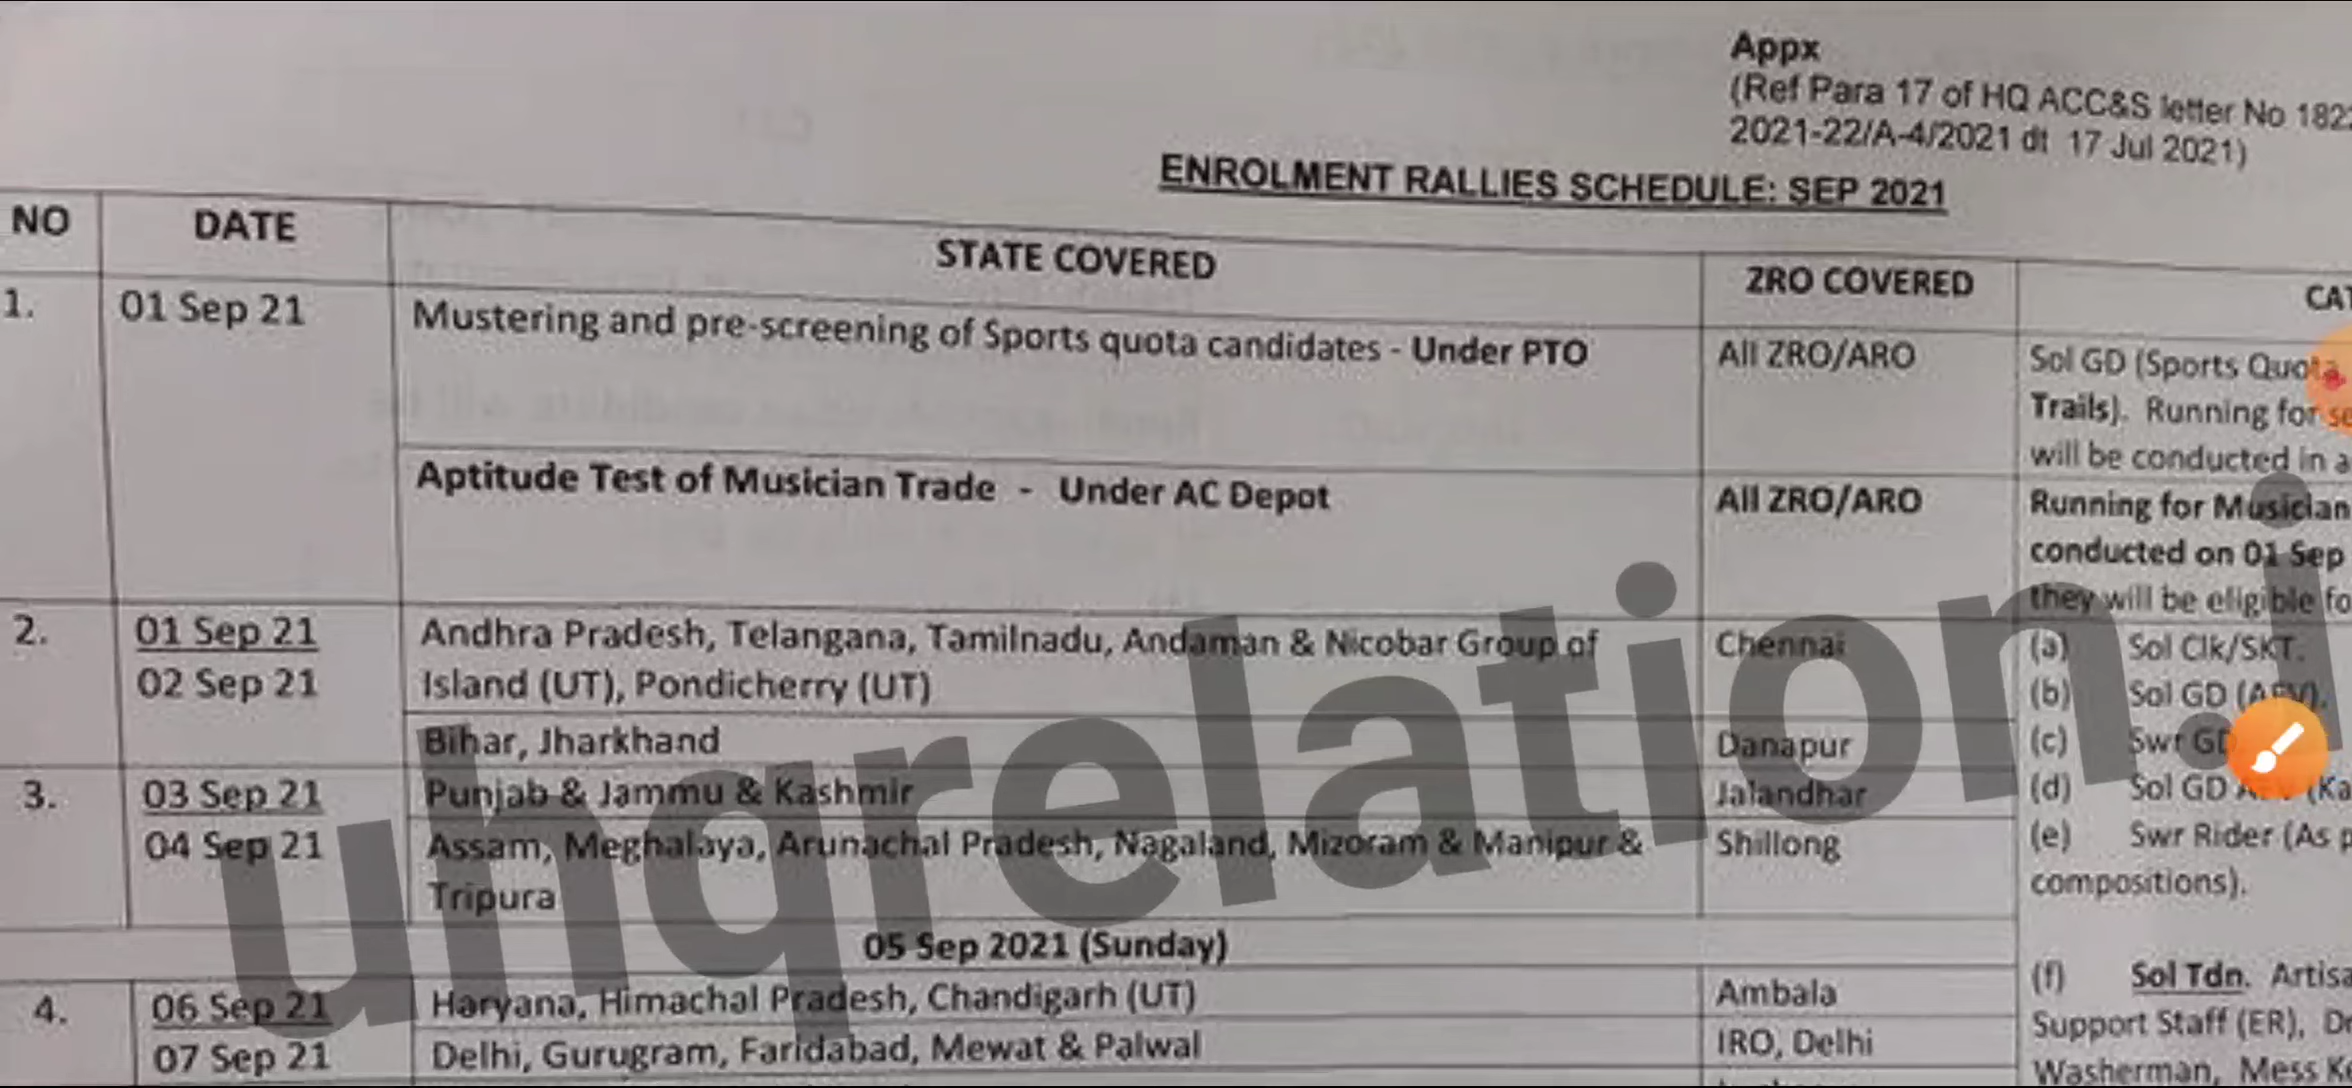 Appx
(Ref Para 17 of HQ ACC&S letter No 182
2021-22/A-4/2021 dt 17 Jul 2021)
ENROLMENT RALLIES SCHEDULE: SEP 2021
NO DATE STATE COVERED ZRO COVERED
1. 01 Sep 21 Mustering and pre-screening of Sports quota candidates - Under PTO All ZRO/ARO Sol GD (Sports Quota,
Trails). Running for
will be conducted in
Aptitude Test of Musician Trade - Under AC Depot All ZRO/ARO Running for Musician
conducted on 01 Sep
they will be eligible
2. 01 Sep 21 Andhra Pradesh, Telangana, Tamilnadu, Andaman & Nicobar Group of Chennai (a) Sol Clk/SKT.
02 Sep 21 Island (UT), Pondicherry (UT) (b) Sol GD (AFV).
Bihar, Jharkhand Danapur (c) Swr
3. 03 Sep 21 Punjab & Jammu & Kashmir Jalandhar (d) Sol GD
04 Sep 21 Assam, Meghalaya, Arunachal Pradesh, Nagaland, Mizoram & Manipur & Shillong (e) Swr Rider (As
Tripura compositions).
05 Sep 2021 (Sunday)
4. 06 Sep 21 Haryana, Himachal Pradesh, Chandigarh (UT) Ambala (f) Sol Tdn.
07 Sep 21 Delhi, Gurugram, Faridabad, Mewat & Palwal IRO, Delhi Support Staff (ER),
Washerman, Mess
uhqrelation.